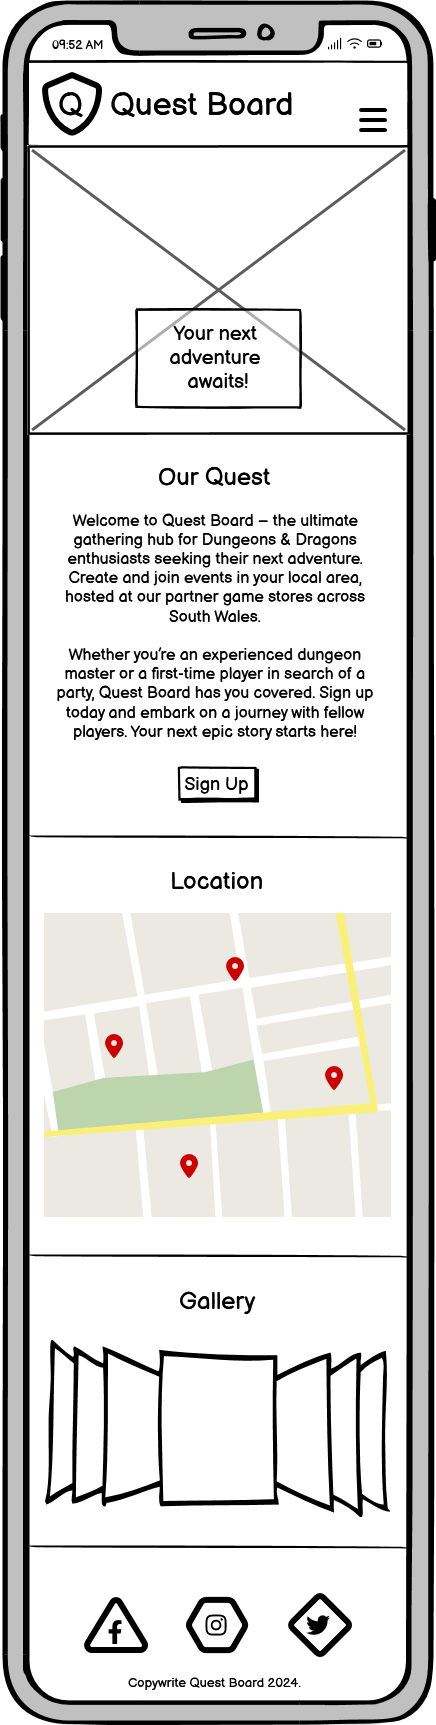 09:52 AM
Q Quest Board
Your next
adventure
awaits!
Our Quest
Welcome to Quest Board – the ultimate
gathering hub for Dungeons & Dragons
enthusiasts seeking their next adventure.
Create and join events in your local area,
hosted at our partner game stores across
South Wales.
Whether you're an experienced dungeon
master or a first-time player in search of a
party, Quest Board has you covered. Sign up
today and embark on a journey with fellow
players. Your next epic story starts here!
Sign Up
Location
Gallery
Copywrite Quest Board 2024.